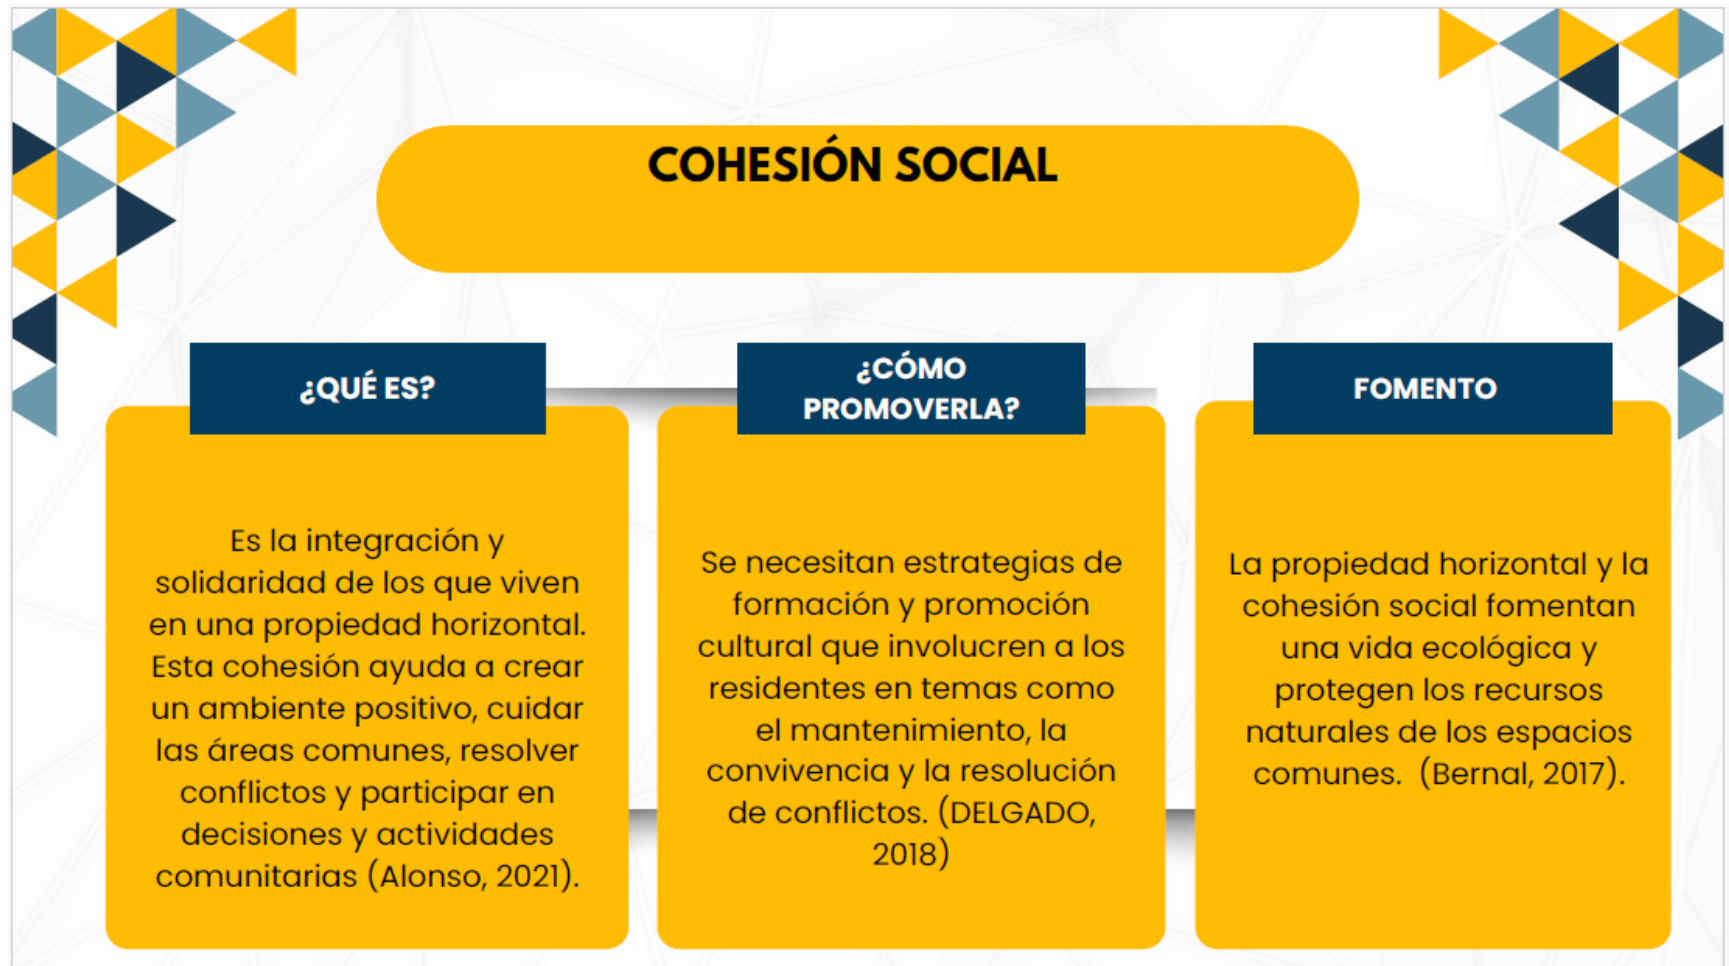 COHESIÓN SOCIAL
¿QUÉ ES?
Es la integración y
solidaridad de los que viven
en una propiedad horizontal.
Esta cohesión ayuda a crear
un ambiente positivo, cuidar
las áreas comunes, resolver
conflictos y participar en
decisiones y actividades
comunitarias (Alonso, 2021).
¿CÓMO
PROMOVERLA?
Se necesitan estrategias de
formación y promoción
cultural que involucren a los
residentes en temas como
el mantenimiento, la
convivencia y la resolución
de conflictos. (DELGADO,
2018)
FOMENTO
La propiedad horizontal y la
cohesión social fomentan
una vida ecológica y
protegen los recursos
naturales de los espacios
comunes.  (Bernal, 2017).